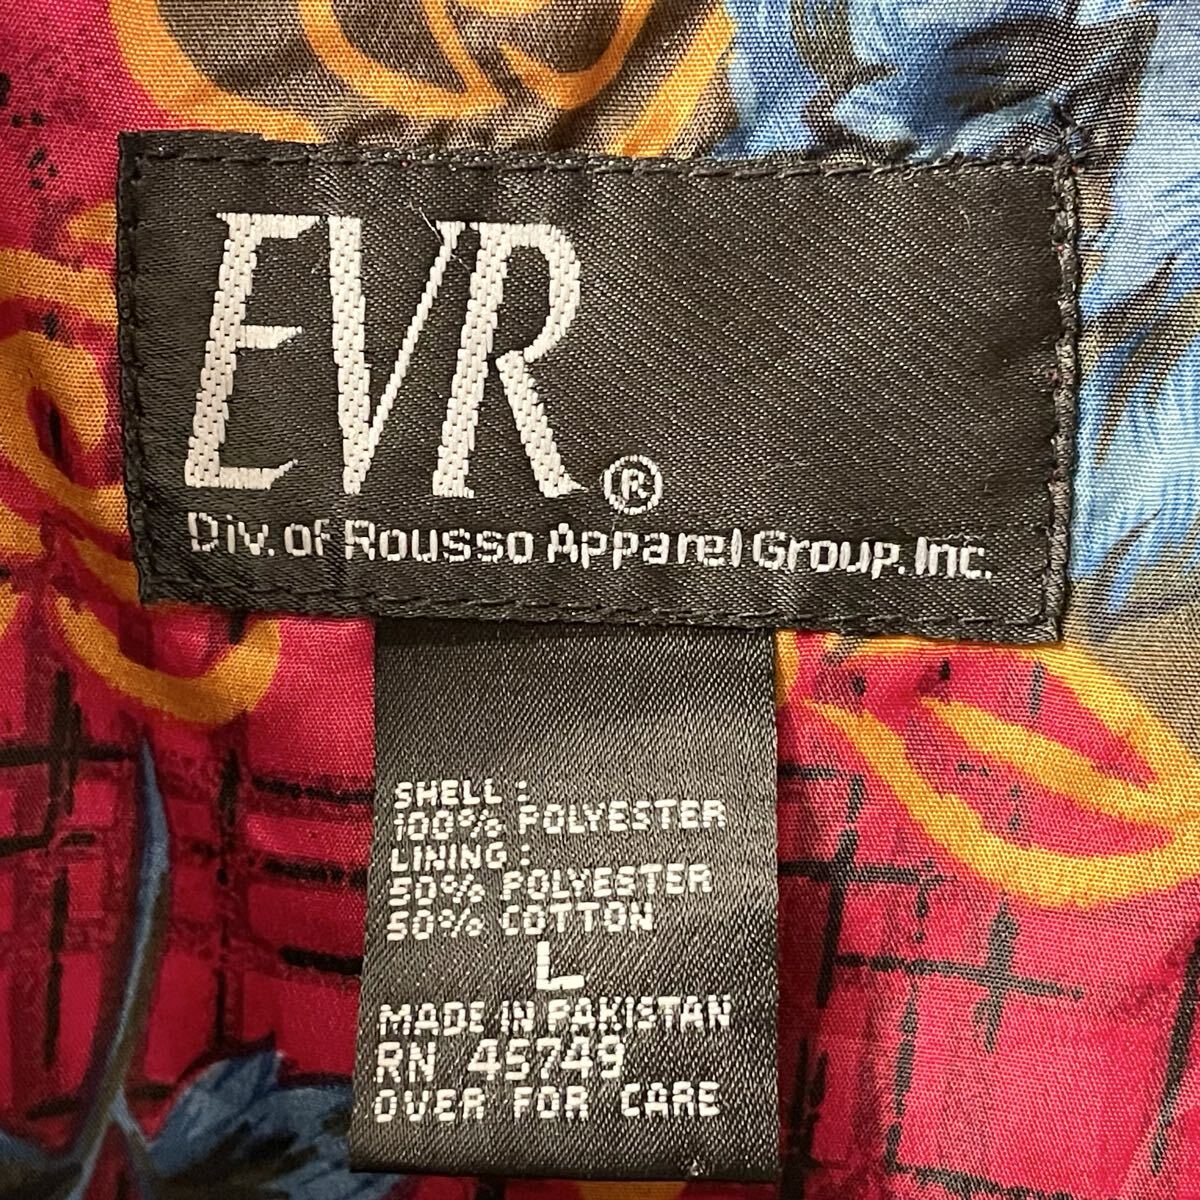 EVR®
Div. of Rousso Apparel Group. Inc.
SHELL :
100% POLYESTER
LINING :
50% POLYESTER
50% COTTON
L
MADE IN PAKISTAN
RN 45749
OVER FOR CARE